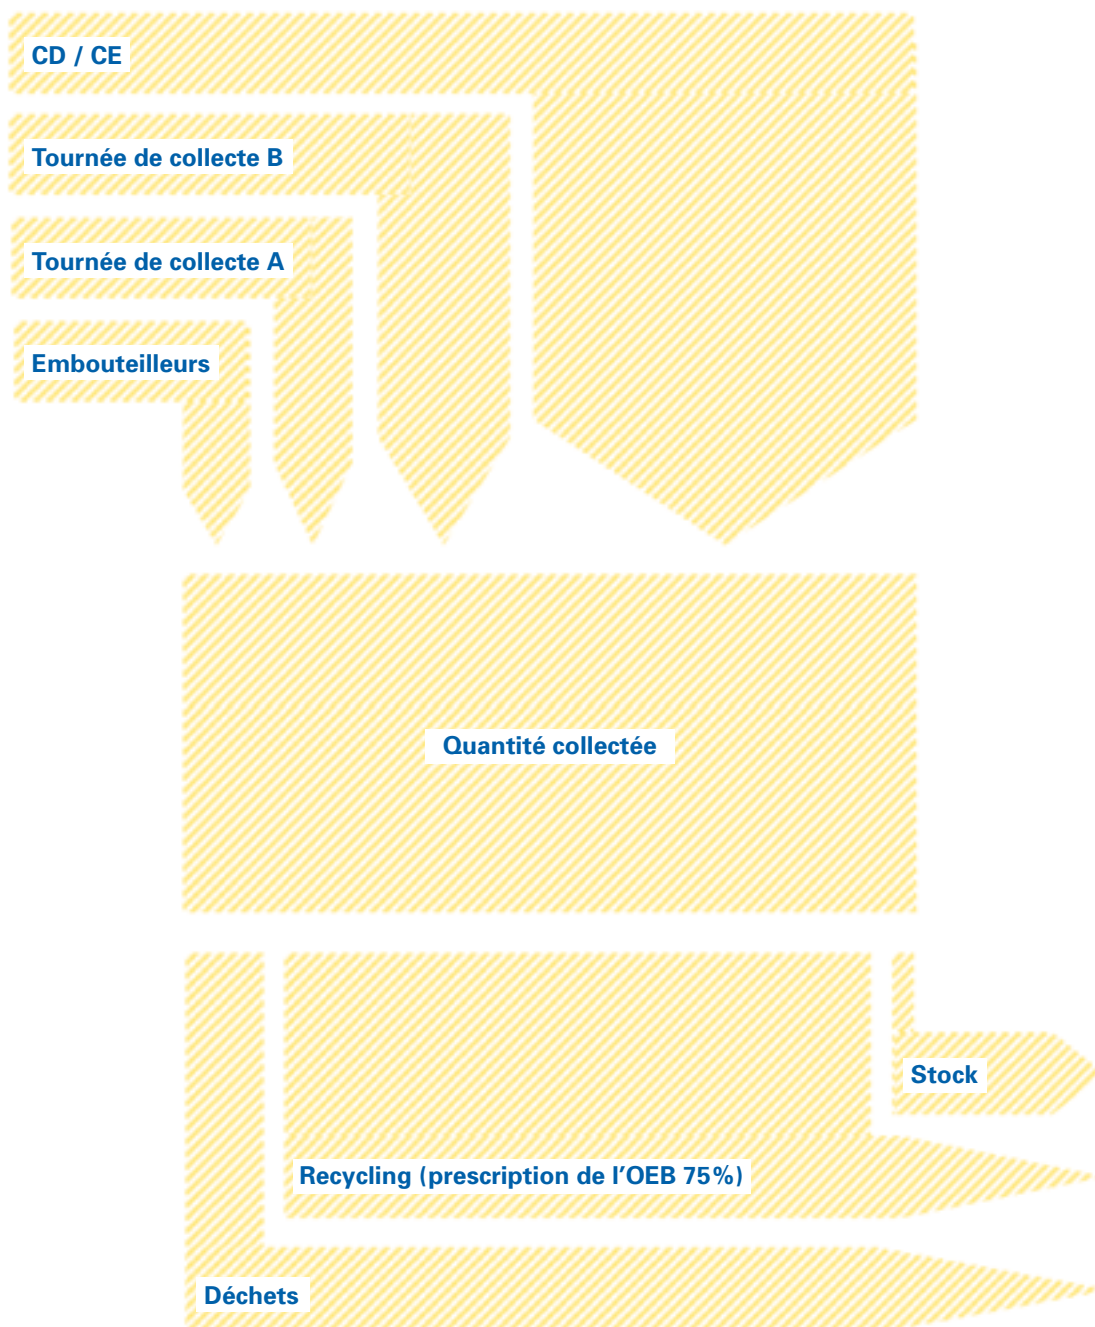 CD / CE
Tournée de collecte B
Tournée de collecte A
Embouteilleurs
Quantité collectée
Stock
Recycling (prescription de l’OEB 75%)
Déchets